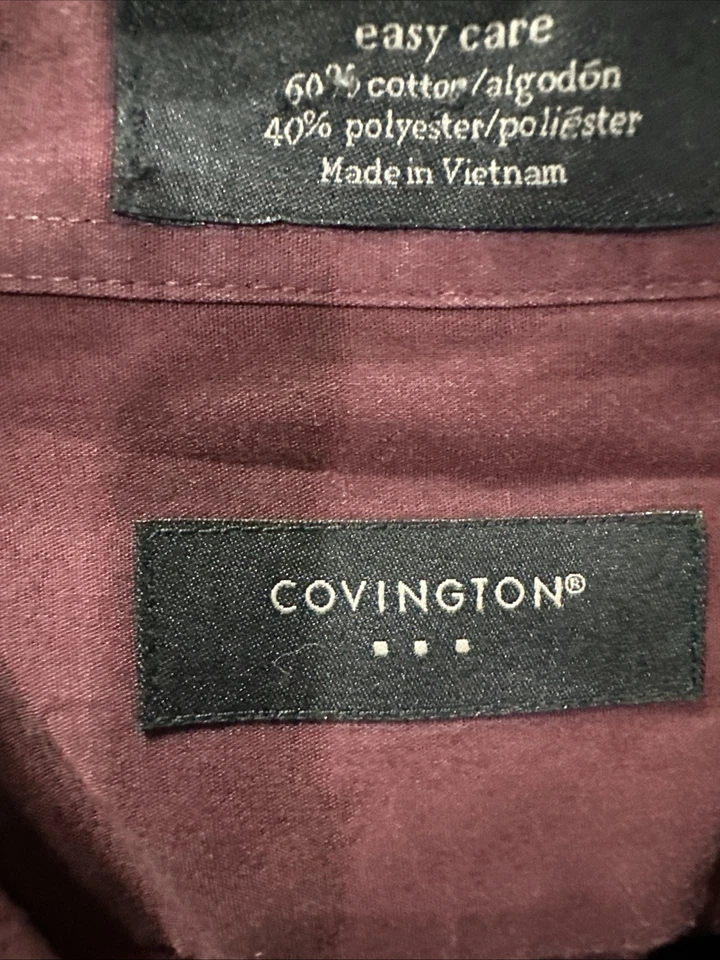 easy care
60% cotton/algodón
40% polyester/poliéster
Made in Vietnam
COVINGTON®